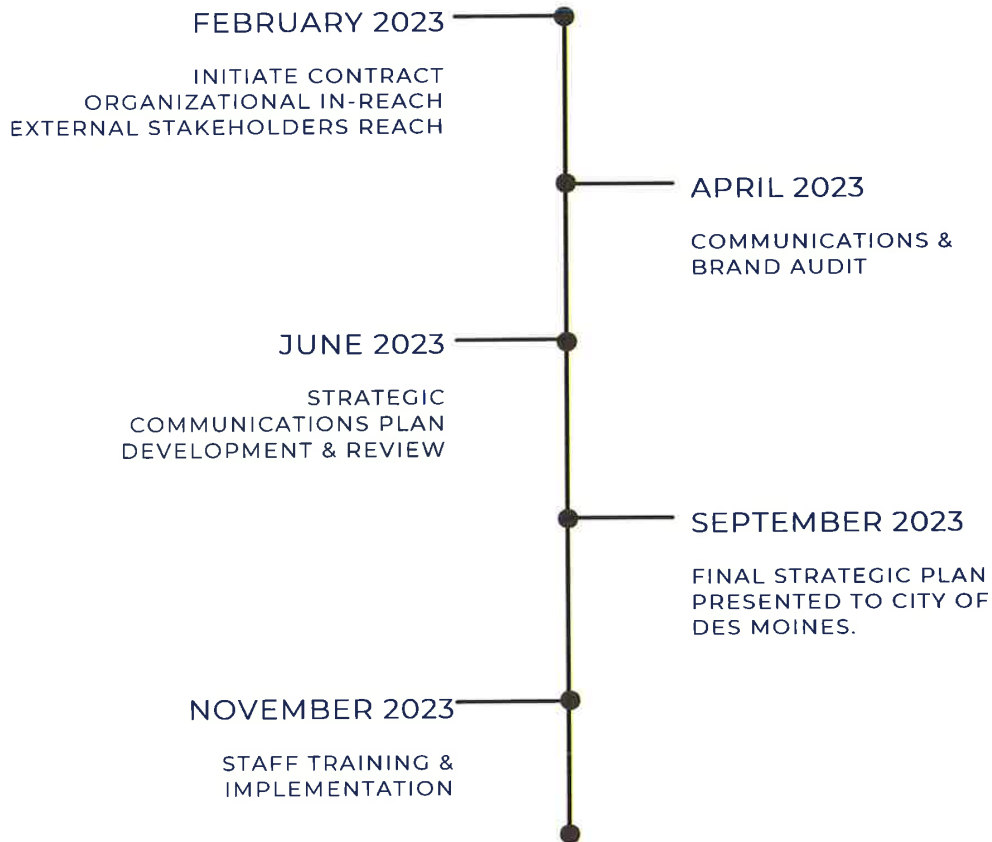 FEBRUARY 2023
INITIATE CONTRACT
ORGANIZATIONAL IN-REACH
EXTERNAL STAKEHOLDERS REACH
APRIL 2023
COMMUNICATIONS &
BRAND AUDIT
JUNE 2023
STRATEGIC
COMMUNICATIONS PLAN
DEVELOPMENT & REVIEW
SEPTEMBER 2023
FINAL STRATEGIC PLAN
PRESENTED TO CITY OF
DES MOINES.
NOVEMBER 2023
STAFF TRAINING &
IMPLEMENTATION